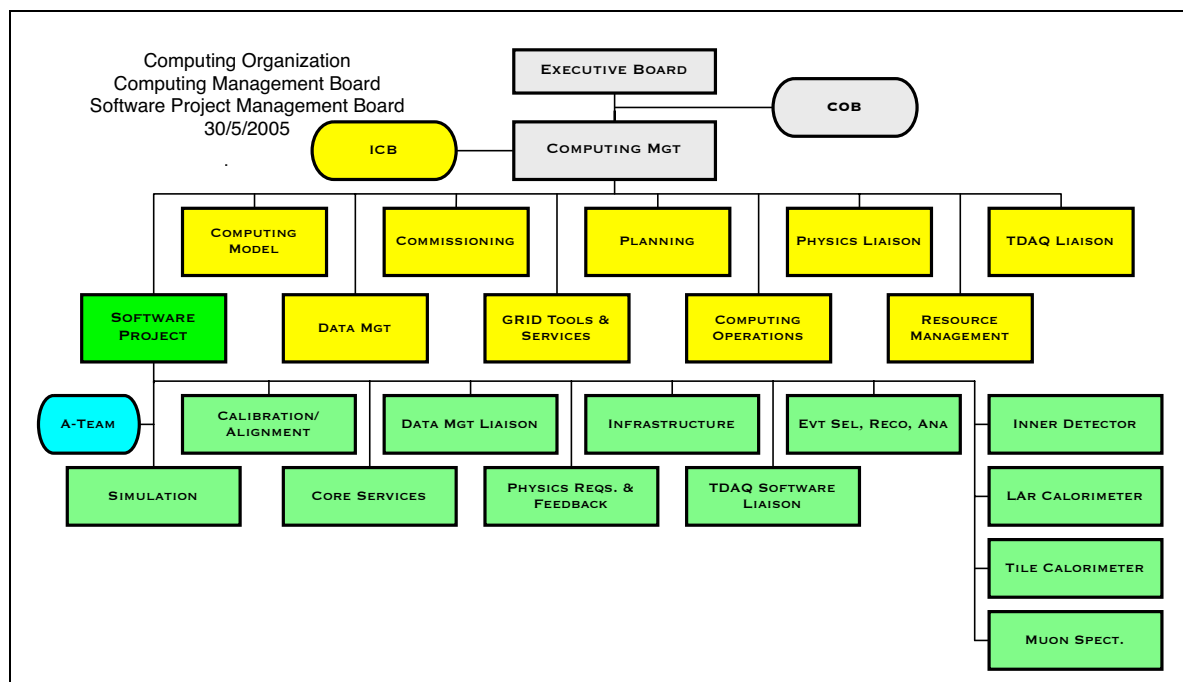 Computing Organization
Computing Management Board
Software Project Management Board
30/5/2005
.
EXECUTIVE BOARD
COB
ICB
COMPUTING MGT
COMPUTING
MODEL
COMMISSIONING
PLANNING
PHYSICS LIAISON
TDAQ LIAISON
SOFTWARE
PROJECT
DATA MGT
GRID TOOLS &
SERVICES
COMPUTING
OPERATIONS
RESOURCE
MANAGEMENT
A-TEAM
CALIBRATION/
ALIGNMENT
DATA MGT LIAISON
INFRASTRUCTURE
EVT SEL, RECO, ANA
INNER DETECTOR
SIMULATION
CORE SERVICES
PHYSICS REQS. &
FEEDBACK
TDAQ SOFTWARE
LIAISON
LAR CALORIMETER
TILE CALORIMETER
MUON SPECT.